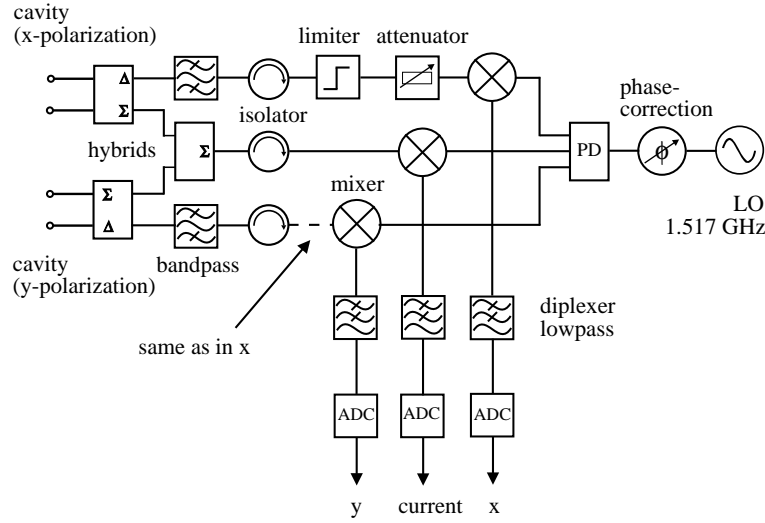 cavity
(x-polarization)
limiter
attenuator
Δ
Σ
isolator
phase-
correction
hybrids
Σ
PD
ϕ
Σ
Δ
mixer
LO
1.517 GHz
cavity
(y-polarization)
bandpass
same as in x
diplexer
lowpass
ADC
ADC
ADC
y
current
x